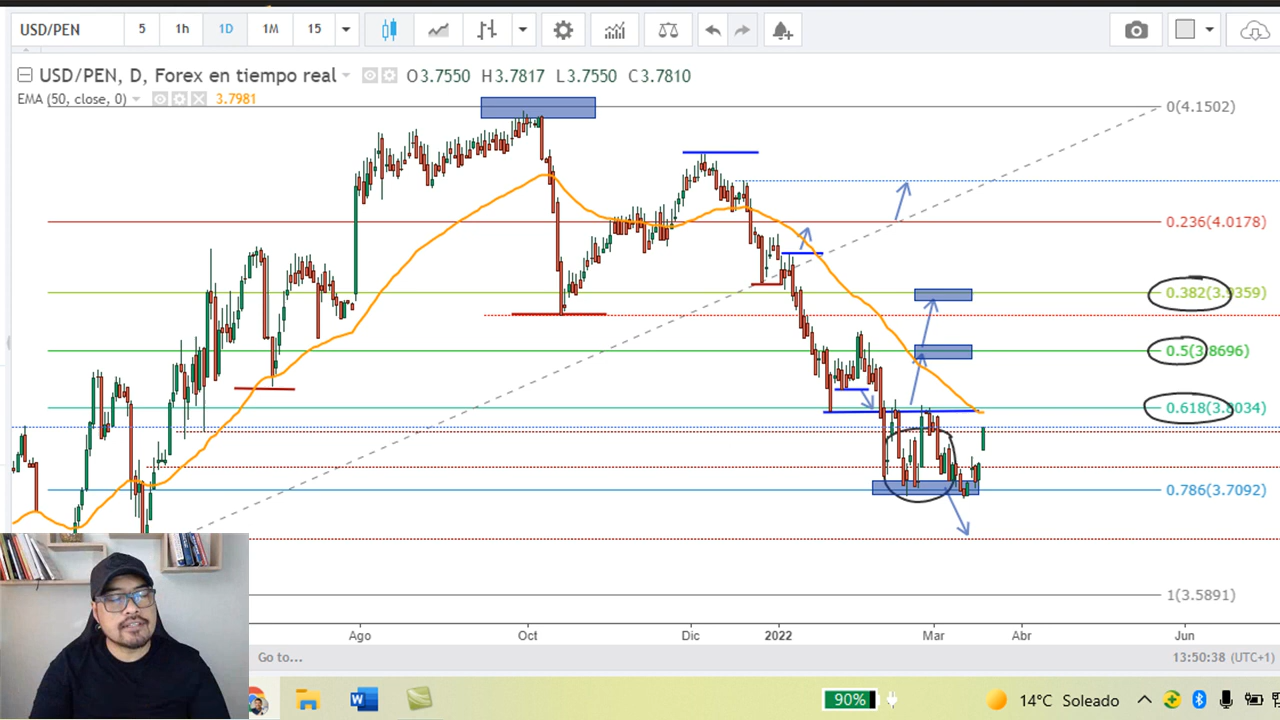 USD/PEN 5 1h 1D 1M 15
USD/PEN, D, Forex en tiempo real O3.7550 H3.7817 L3.7550 C3.7810
EMA (50, close, 0) 3.7981
0(4.1502)
0.236(4.0178)
0.382(3.9359)
0.5(3.8696)
0.618(3.8034)
0.786(3.7092)
1(3.5891)
Ago Oct Dic 2022 Mar Abr Jun
Go to... 13:50:38 (UTC+1)
90% 14°C Soleado